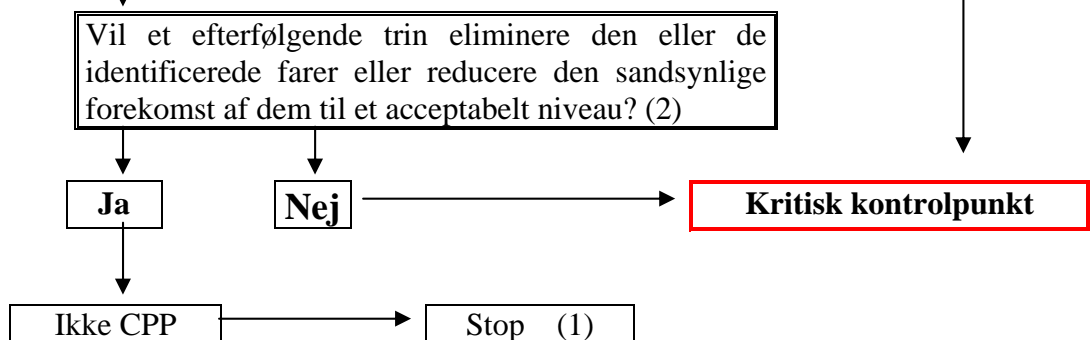 Vil et efterfølgende trin eliminere den eller de
identificerede farer eller reducere den sandsynlige
forekomst af dem til et acceptabelt niveau? (2)
Ja
Nej
Kritisk kontrolpunkt
Ikke CPP
Stop (1)